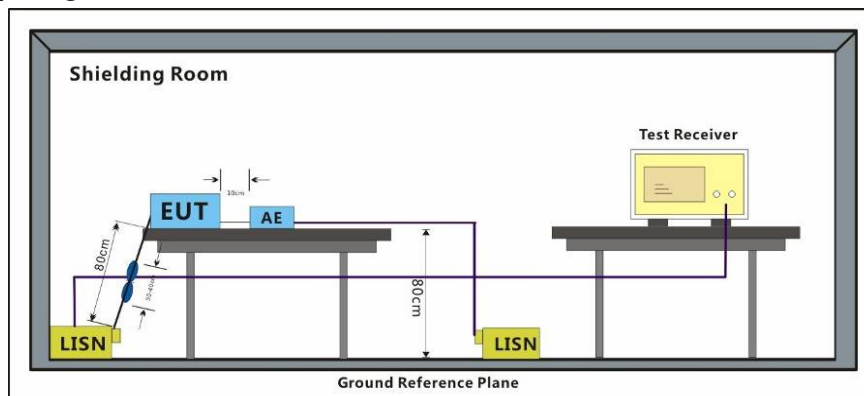 Shielding Room
Test Receiver
10cm
EUT
AE
80cm
80cm
LISN
LISN
Ground Reference Plane